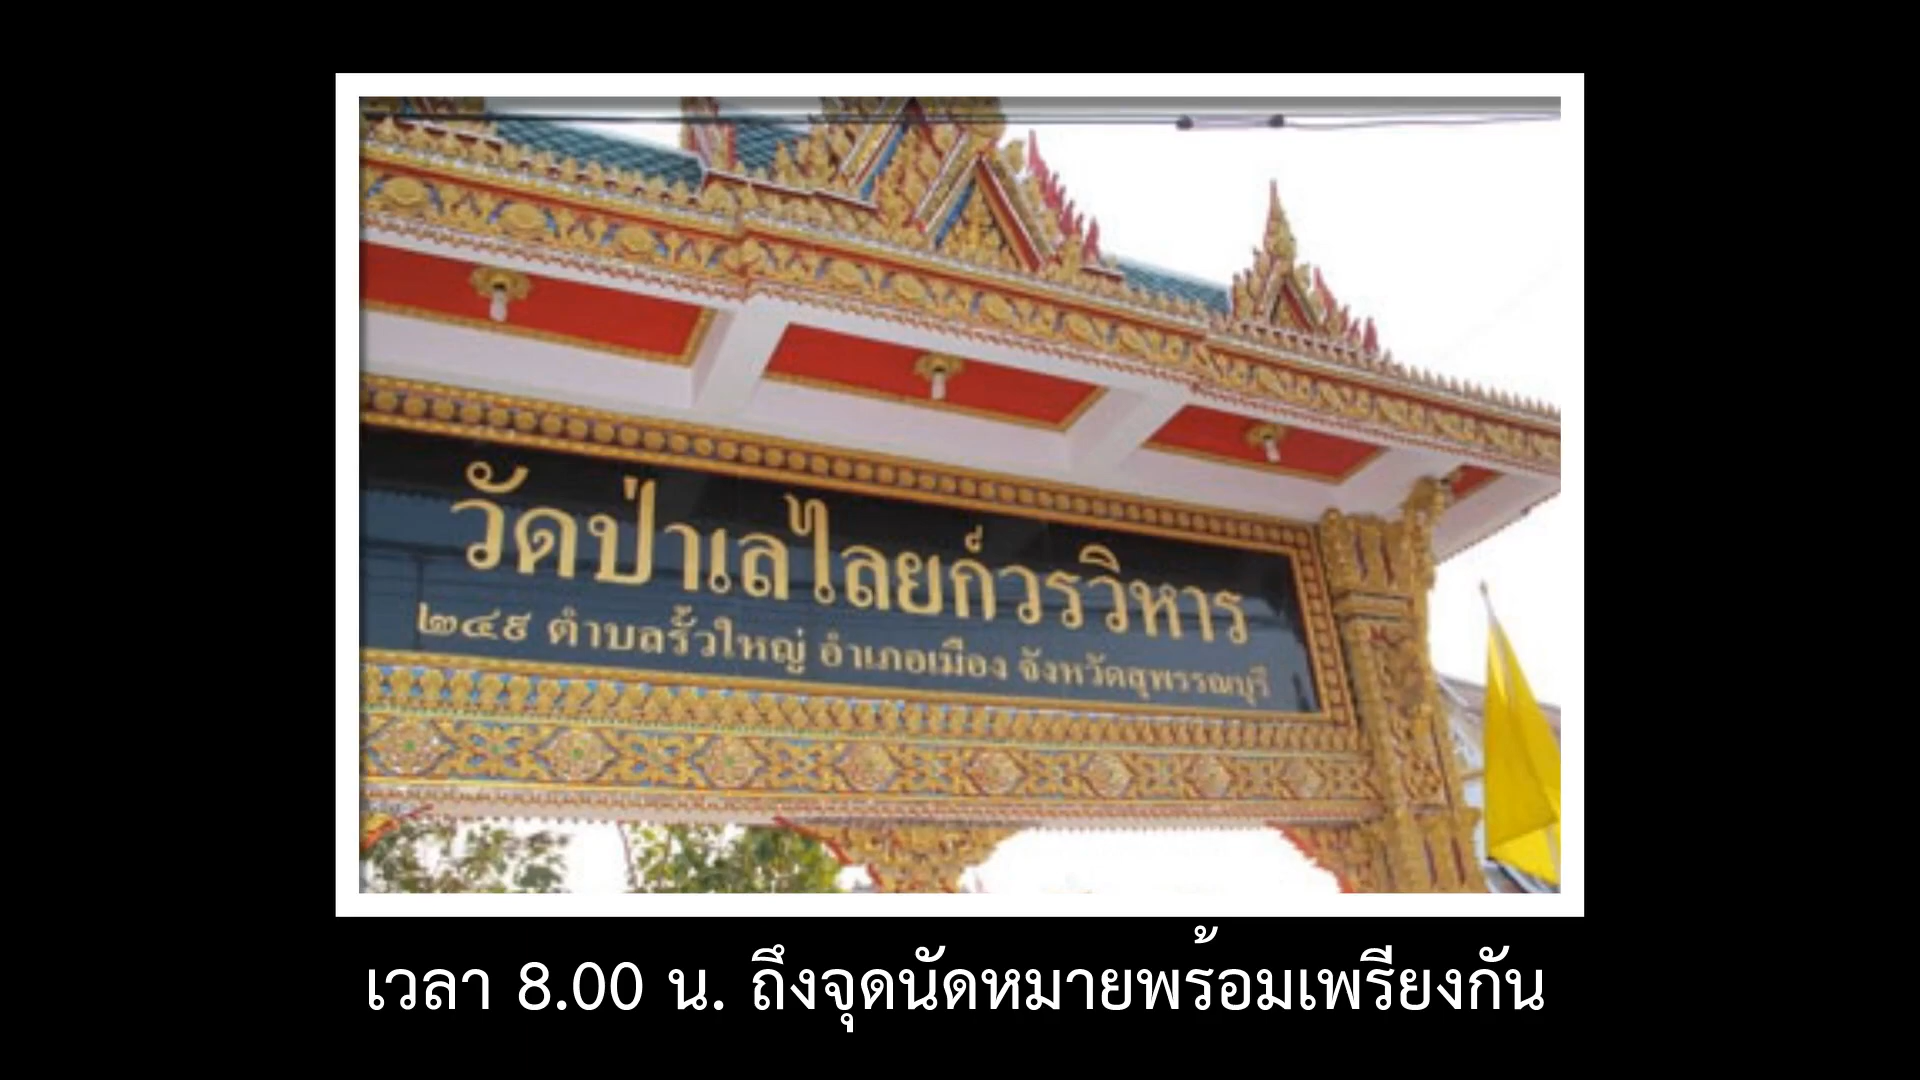 วัดป่าเลไลยก์วรวิหาร
๒๔๙ ตำบลรั้วใหญ่ อำเภอเมือง จังหวัดสุพรรณบุรี
เวลา 8.00 น. ถึงจุดนัดหมายพร้อมเพรียงกัน